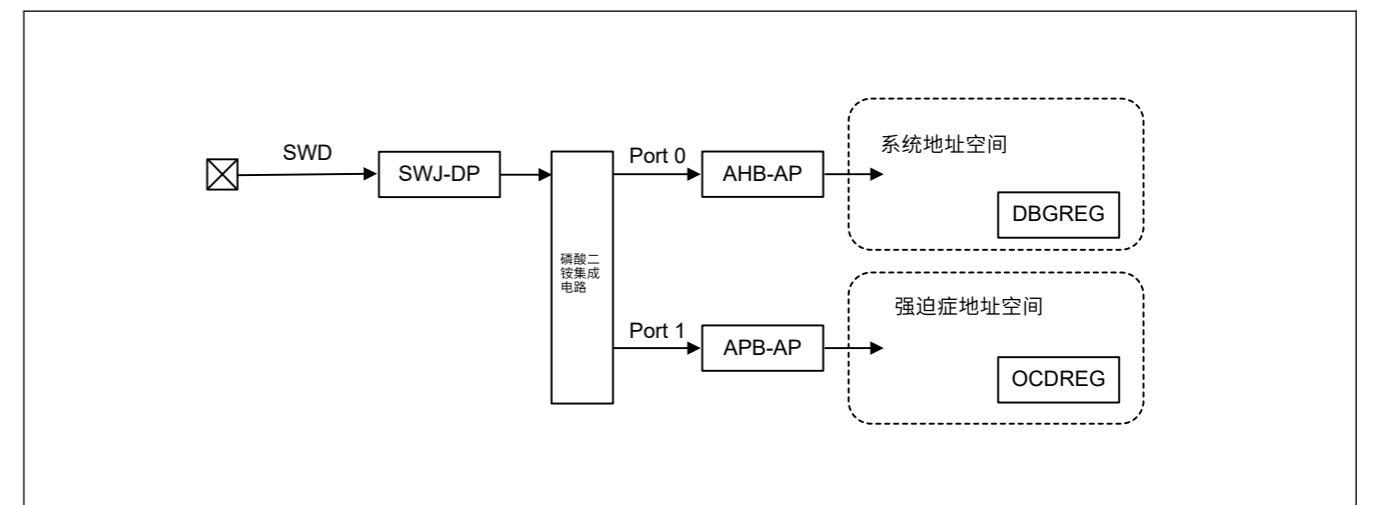 SWD
SWJ-DP
Port 0
AHB-AP
系统地址空间
DBGREG
磷酸二
铵集成
电路
Port 1
APB-AP
强迫症地址空间
OCDREG